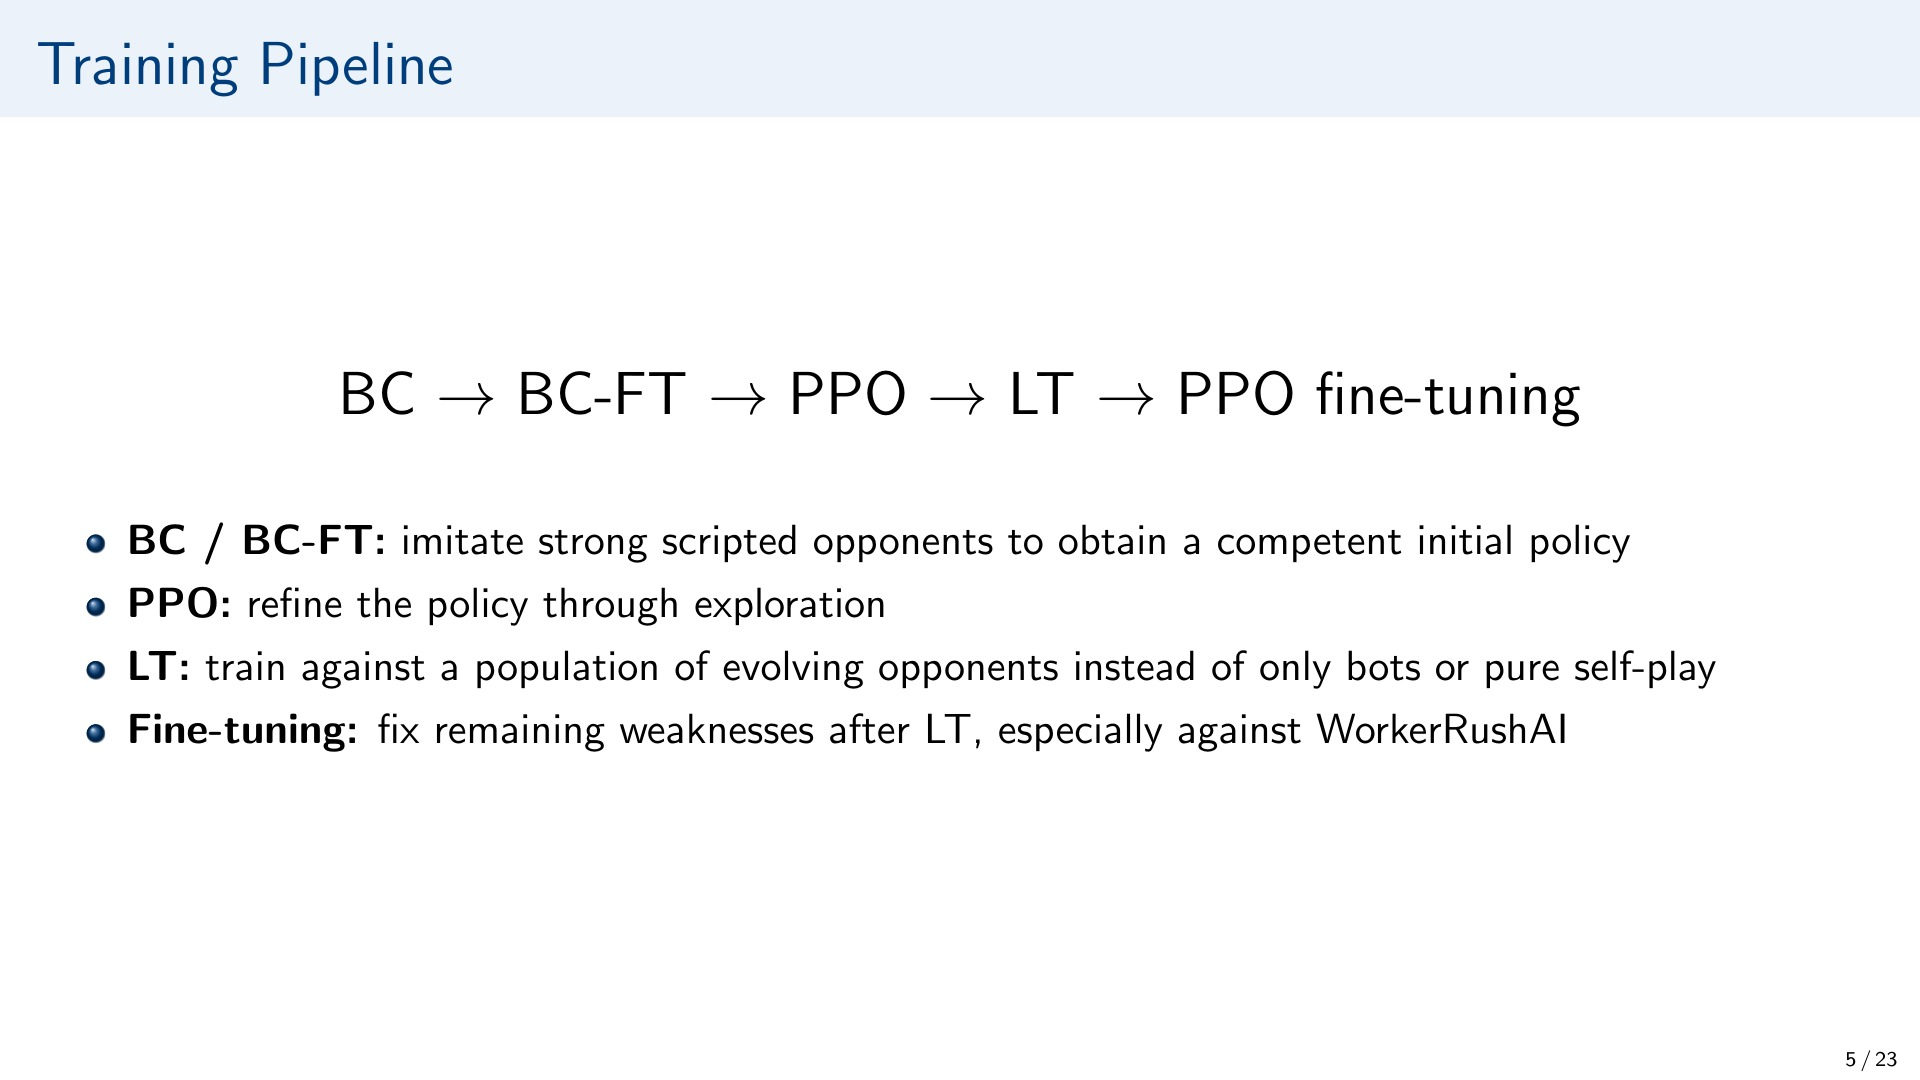 Training Pipeline
BC → BC-FT → PPO → LT → PPO fine-tuning
BC / BC-FT: imitate strong scripted opponents to obtain a competent initial policy
PPO: refine the policy through exploration
LT: train against a population of evolving opponents instead of only bots or pure self-play
Fine-tuning: fix remaining weaknesses after LT, especially against WorkerRushAI
5 / 23